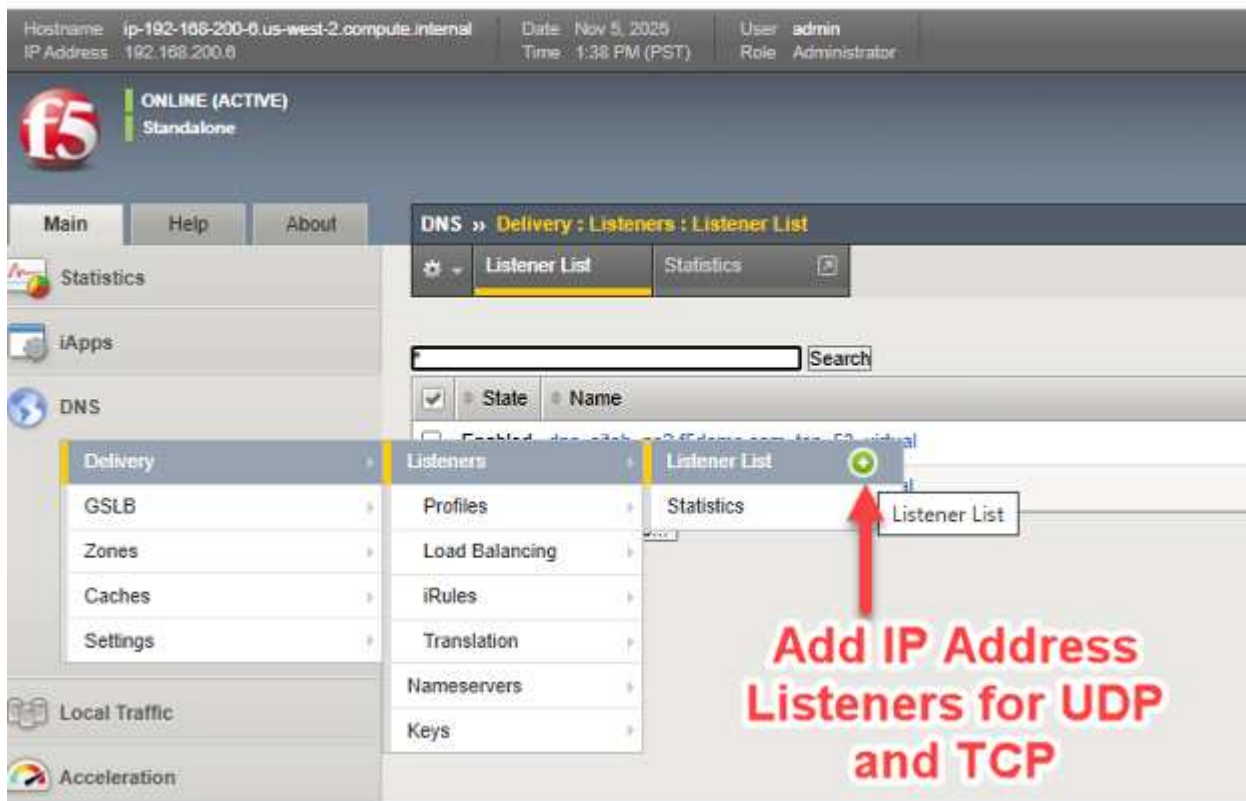 Hostname ip-192-168-200-6.us-west-2.compute.internal Date Nov 5, 2025 User admin
IP Address 192.168.200.6 Time 1:38 PM (PST) Role Administrator
f5
ONLINE (ACTIVE)
Standalone
Main Help About
DNS » Delivery : Listeners : Listener List
Listener List Statistics
Statistics
iApps
* Search
State Name
DNS
Enabled
Delivery Listeners Listener List
GSLB Profiles Statistics
Listener List
Zones Load Balancing
Caches iRules
Settings Translation
Nameservers
Keys
Add IP Address
Listeners for UDP
and TCP
Local Traffic
Acceleration